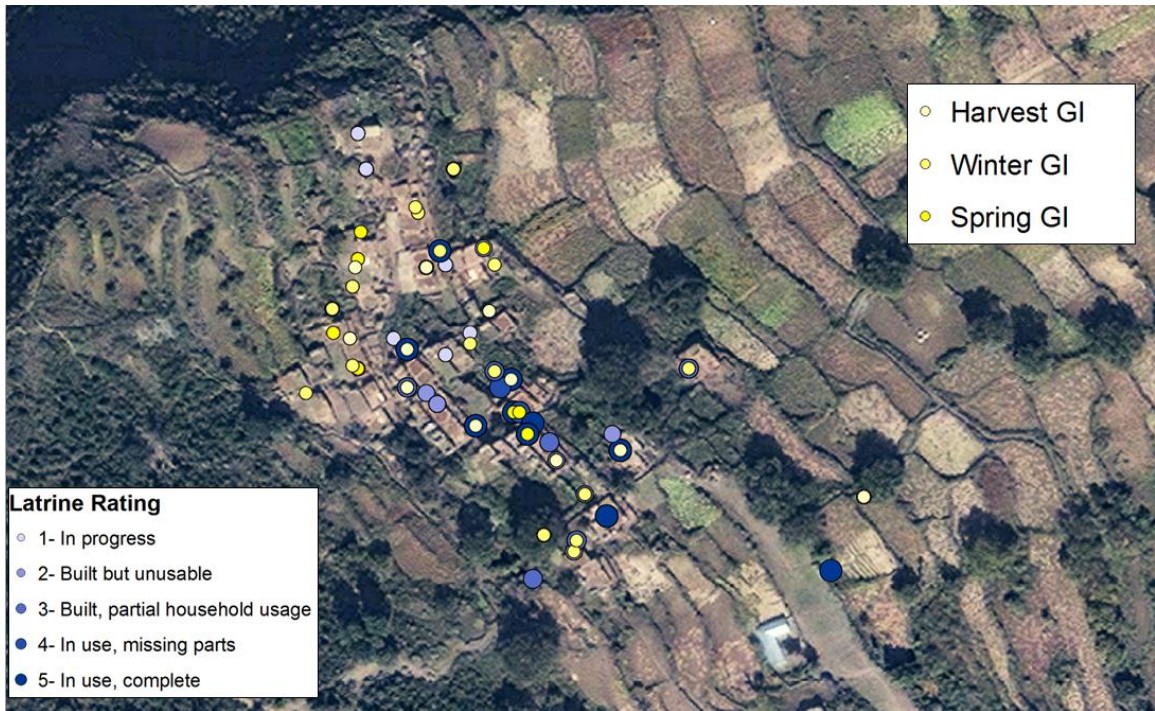 Harvest GI
Winter GI
Spring GI
Latrine Rating
1- In progress
2- Built but unusable
3- Built, partial household usage
4- In use, missing parts
5- In use, complete